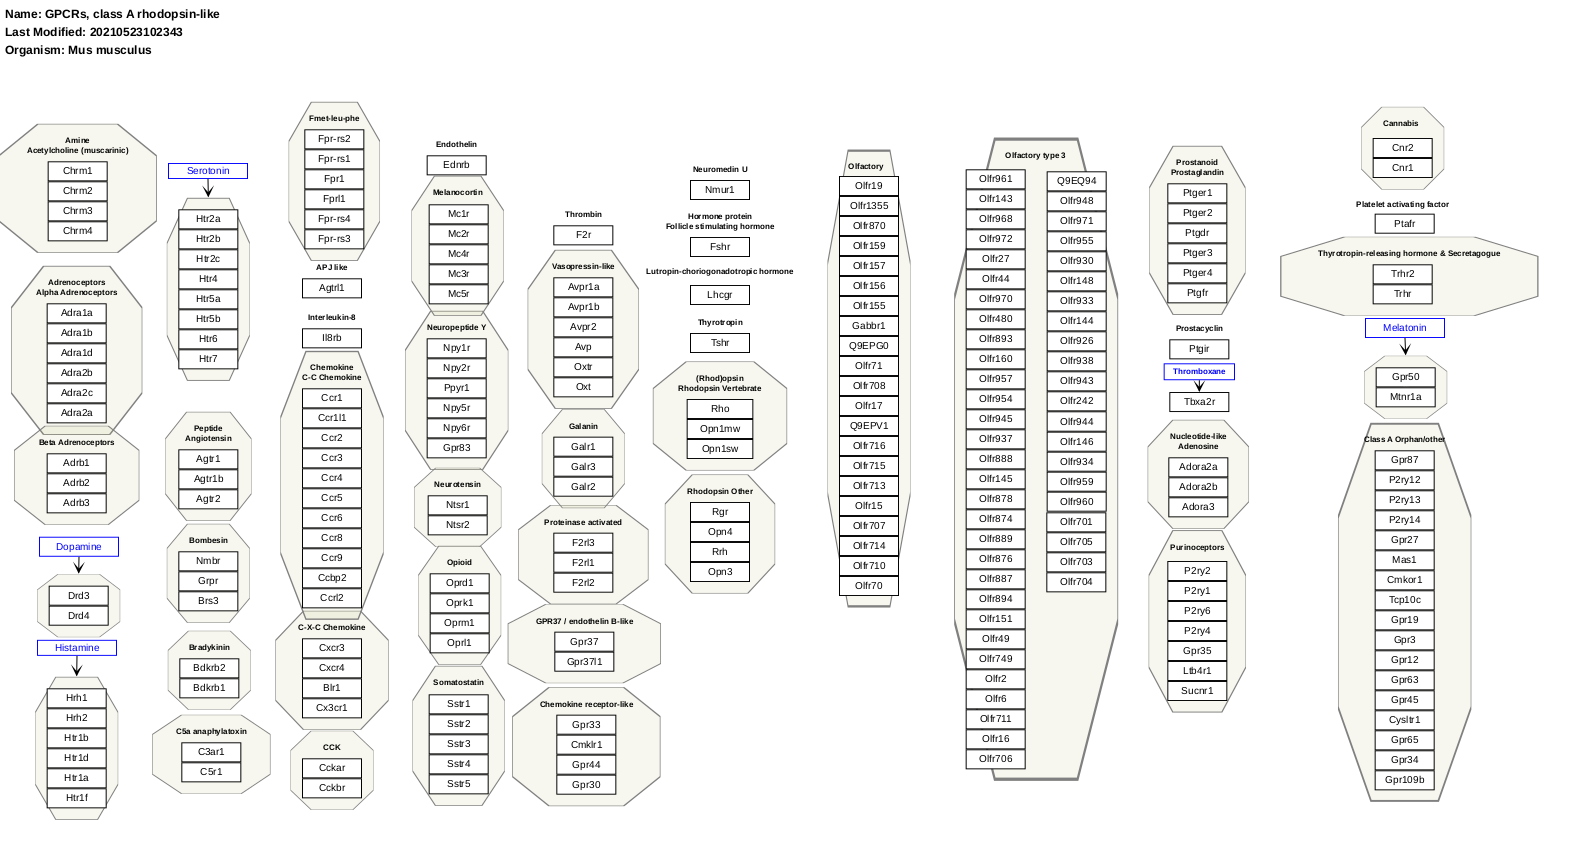 Name: GPCRs, class A rhodopsin-like
Last Modified: 20210523102343
Organism: Mus musculus
Amine
Acetylcholine (muscarinic)
Chrm1
Chrm2
Chrm3
Chrm4
Adrenoceptors
Alpha Adrenoceptors
Adra1a
Adra1b
Adra1d
Adra2b
Adra2c
Adra2a
Beta Adrenoceptors
Adrb1
Adrb2
Adrb3
Dopamine
Drd3
Drd4
Histamine
Hrh1
Hrh2
Htr1b
Htr1d
Htr1a
Htr1f
Serotonin
Htr2a
Htr2b
Htr2c
Htr4
Htr5a
Htr5b
Htr6
Htr7
Peptide
Angiotensin
Agtr1
Agtr1b
Agtr2
Bombesin
Nmbr
Grpr
Brs3
Bradykinin
Bdkrb2
Bdkrb1
C5a anaphylatoxin
C3ar1
C5r1
Fmet-leu-phe
Fpr-rs2
Fpr-rs1
Fpr1
Fprl1
Fpr-rs4
Fpr-rs3
APJ like
Agtrl1
Interleukin-8
Il8rb
Chemokine
C-C Chemokine
Ccr1
Ccr1l1
Ccr2
Ccr3
Ccr4
Ccr5
Ccr6
Ccr8
Ccr9
Ccbp2
Ccrl2
C-X-C Chemokine
Cxcr3
Cxcr4
Blr1
Cx3cr1
CCK
Cckar
Cckbr
Endothelin
Ednrb
Melanocortin
Mc1r
Mc2r
Mc4r
Mc3r
Mc5r
Neuropeptide Y
Npy1r
Npy2r
Ppyr1
Npy5r
Npy6r
Gpr83
Neurotensin
Ntsr1
Ntsr2
Opioid
Oprd1
Oprk1
Oprm1
Oprl1
Somatostatin
Sstr1
Sstr2
Sstr3
Sstr4
Sstr5
Thrombin
F2r
Vasopressin-like
Avpr1a
Avpr1b
Avpr2
Avp
Oxtr
Oxt
Galanin
Galr1
Galr3
Galr2
Proteinase activated
F2rl3
F2rl1
F2rl2
GPR37 / endothelin B-like
Gpr37
Gpr37l1
Chemokine receptor-like
Gpr33
Cmklr1
Gpr44
Gpr30
Neuromedin U
Nmur1
Hormone protein
Follicle stimulating hormone
Fshr
Lutropin-choriogonadotropic hormone
Lhcgr
Thyrotropin
Tshr
(Rhod)opsin
Rhodopsin Vertebrate
Rho
Opn1mw
Opn1sw
Rhodopsin Other
Rgr
Opn4
Rrh
Opn3
Olfactory
Olfr19
Olfr1355
Olfr870
Olfr159
Olfr157
Olfr156
Olfr155
Gabbr1
Q9EPG0
Olfr71
Olfr708
Olfr17
Q9EPV1
Olfr716
Olfr715
Olfr713
Olfr15
Olfr707
Olfr714
Olfr710
Olfr70
Olfactory type 3
Olfr961
Olfr143
Olfr968
Olfr972
Olfr27
Olfr44
Olfr970
Olfr480
Olfr893
Olfr160
Olfr957
Olfr954
Olfr945
Olfr937
Olfr888
Olfr145
Olfr878
Olfr874
Olfr889
Olfr876
Olfr887
Olfr894
Olfr151
Olfr49
Olfr749
Olfr2
Olfr6
Olfr711
Olfr16
Olfr706
Q9EQ94
Olfr948
Olfr971
Olfr955
Olfr930
Olfr148
Olfr933
Olfr144
Olfr926
Olfr938
Olfr943
Olfr242
Olfr944
Olfr146
Olfr934
Olfr959
Olfr960
Olfr701
Olfr705
Olfr703
Olfr704
Prostanoid
Prostaglandin
Ptger1
Ptger2
Ptgdr
Ptger3
Ptger4
Ptgfr
Prostacyclin
Ptgir
Thromboxane
Tbxa2r
Nucleotide-like
Adenosine
Adora2a
Adora2b
Adora3
Purinoceptors
P2ry2
P2ry1
P2ry6
P2ry4
Gpr35
Ltb4r1
Sucnr1
Cannabis
Cnr2
Cnr1
Platelet activating factor
Ptafr
Thyrotropin-releasing hormone & Secretagogue
Trhr2
Trhr
Melatonin
Gpr50
Mtnr1a
Class A Orphan/other
Gpr87
P2ry12
P2ry13
P2ry14
Gpr27
Mas1
Cmkor1
Tcp10c
Gpr19
Gpr3
Gpr12
Gpr63
Gpr45
Cysltr1
Gpr65
Gpr34
Gpr109b